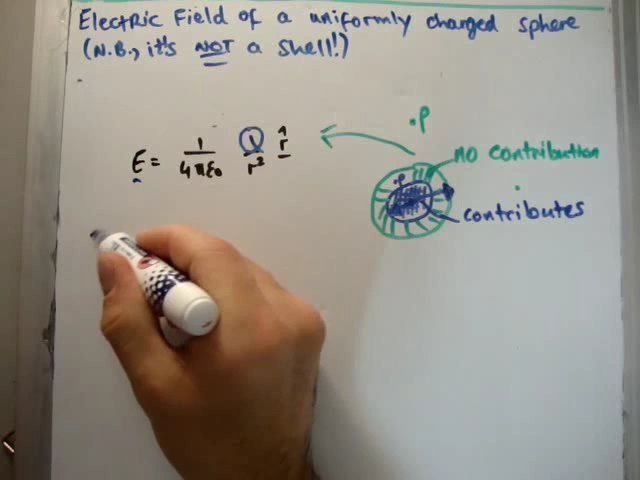 Electric Field of a uniformly charged sphere
(N.B., it's NOT a shell!)
.P
E = 1/4πε₀ Q/r² r̂
no contribution
.P
contributes